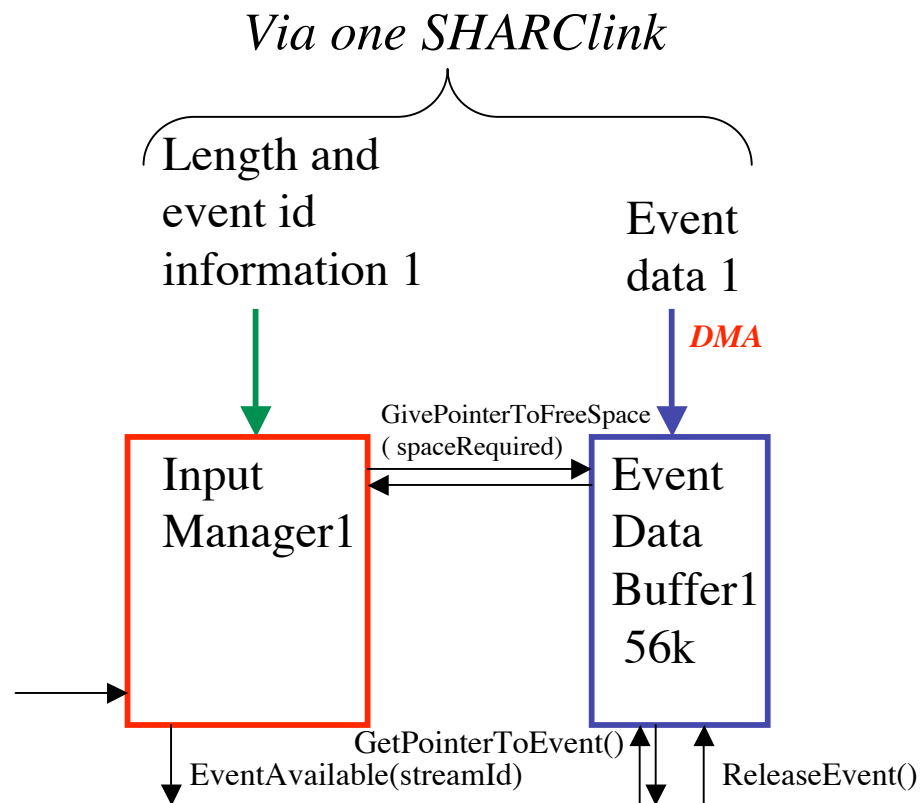 Via one SHARClink
Length and
event id
information 1
Event
data 1
DMA
GivePointerToFreeSpace
( spaceRequired)
Input
Manager1
Event
Data
Buffer1
56k
GetPointerToEvent()
EventAvailable(streamId)
ReleaseEvent()